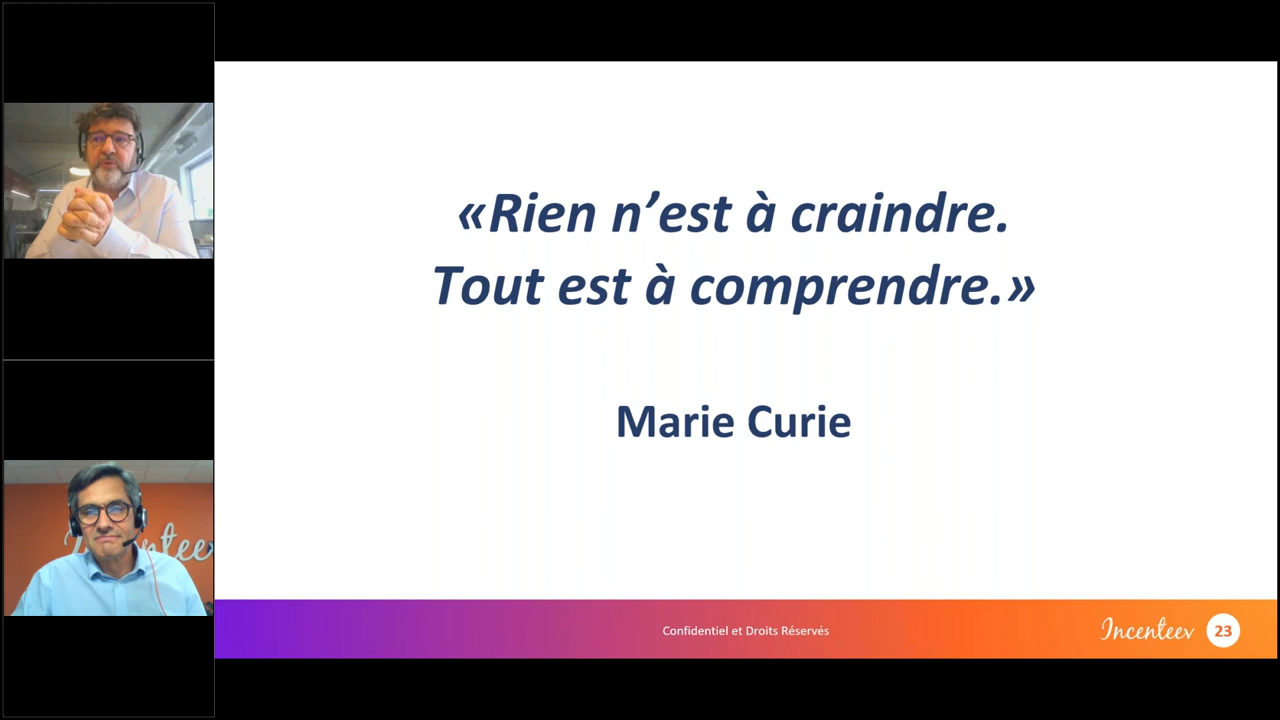 «Rien n’est à craindre.
Tout est à comprendre.»
Marie Curie
Confidentiel et Droits Réservés
Incenteev
23